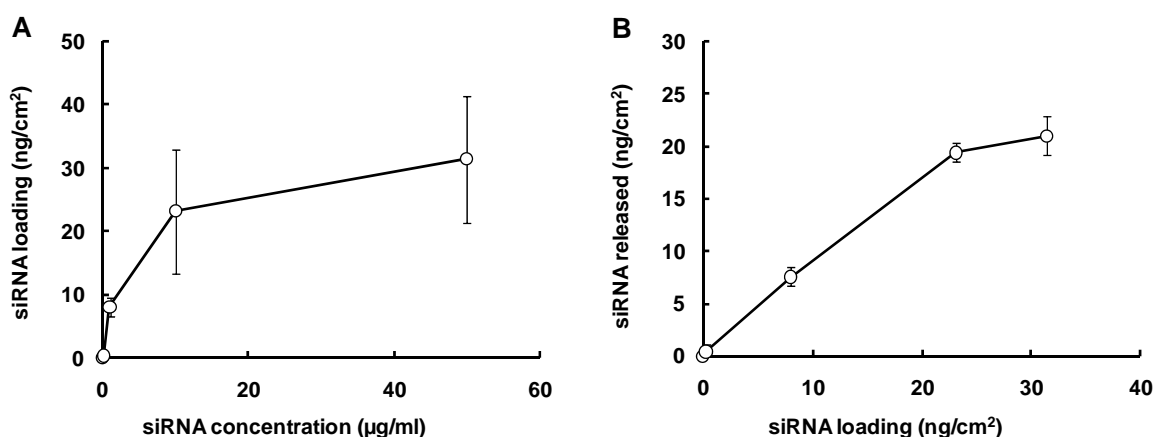 A
50
40
30
20
10
0
0 20 40 60
siRNA loading (ng/cm²)
siRNA concentration (µg/ml)
B
30
25
20
15
10
5
0
0 10 20 30 40
siRNA released (ng/cm²)
siRNA loading (ng/cm²)